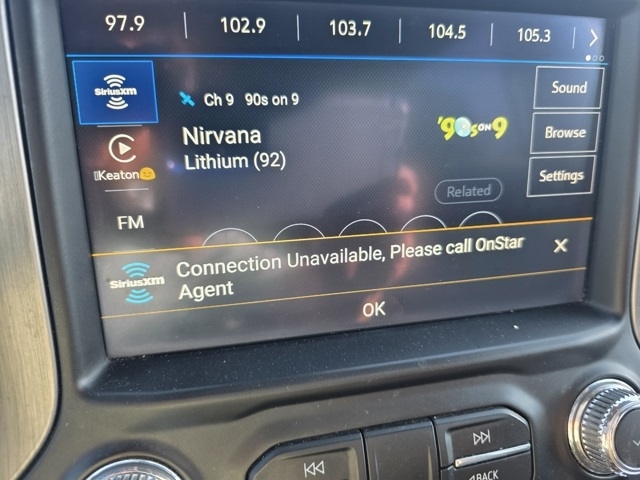 97.9 102.9 103.7 104.5 105.3
SiriusXM
Ch 9 90s on 9
Sound
Nirvana
'90s ON 9
Lithium (92)
Browse
Keaton
Related
Settings
FM
SiriusXM
Connection Unavailable, Please call OnStar
Agent
OK
BACK